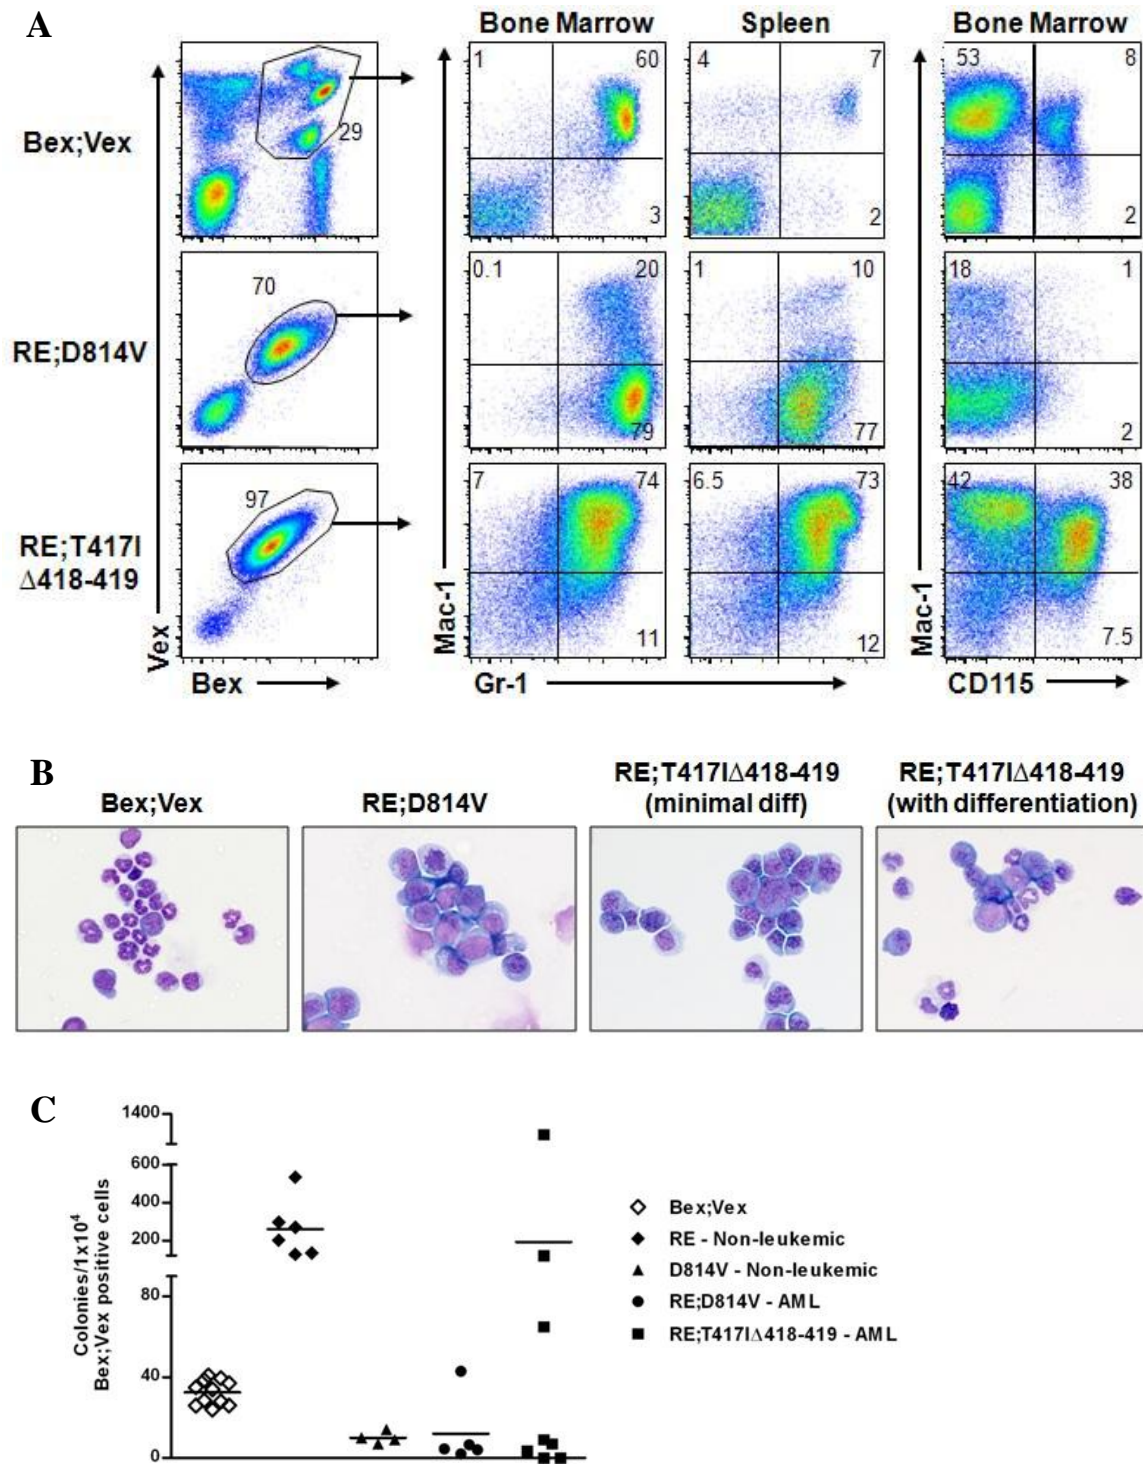 A
Bone Marrow
Spleen
Bone Marrow
Bex;Vex
29
1
60
3
4
7
2
53
8
2
RE;D814V
70
0.1
20
79
1
10
77
18
1
2
RE;T417I
Δ418-419
97
7
74
11
6.5
73
12
42
38
7.5
Vex
Bex
Mac-1
Gr-1
Mac-1
CD115
B
Bex;Vex
RE;D814V
RE;T417IΔ418-419
(minimal diff)
RE;T417IΔ418-419
(with differentiation)
C
Colonies/1x10⁴
Bex;Vex positive cells
1400
600
400
200
80
40
0
Bex;Vex
RE - Non-leukemic
D814V - Non-leukemic
RE;D814V - AML
RE;T417IΔ418-419 - AML